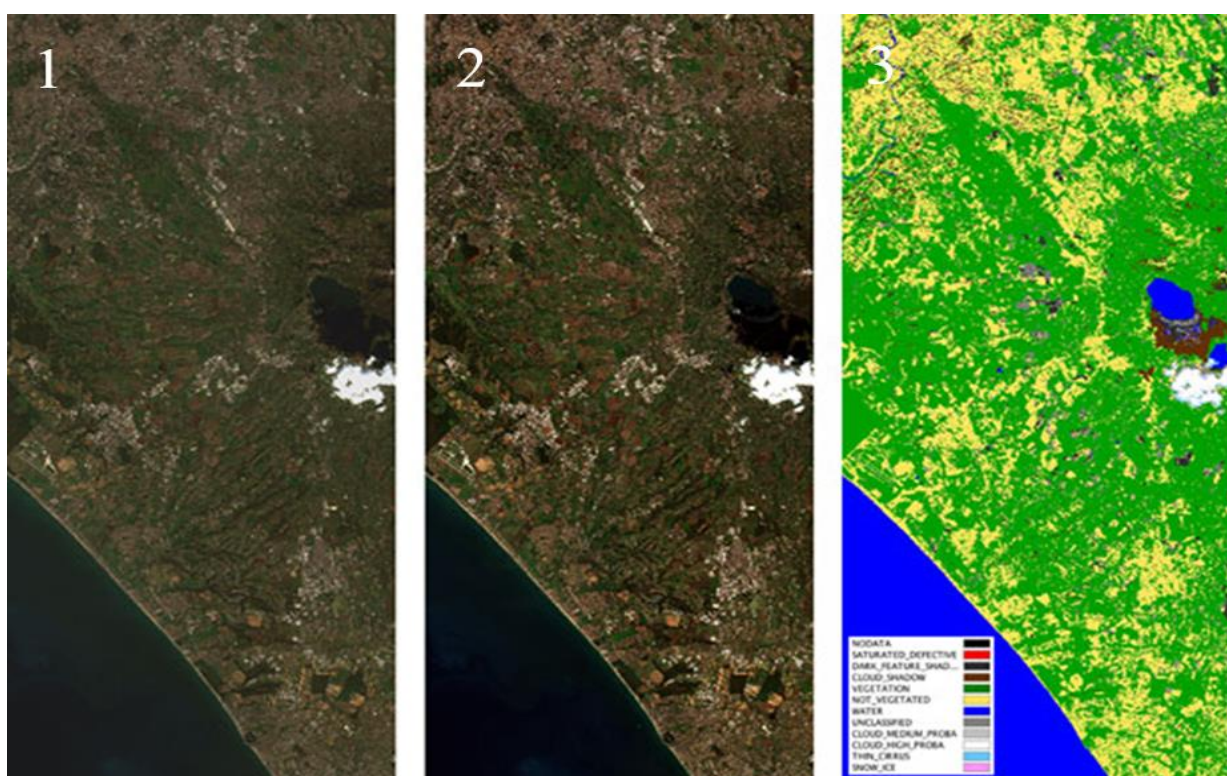 1
2
3
NODATA
SATURATED_DEFECTIVE
DARK_FEATURE_SHAD...
CLOUD_SHADOW
VEGETATION
NOT_VEGETATED
WATER
UNCLASSIFIED
CLOUD_MEDIUM_PROBA
CLOUD_HIGH_PROBA
THIN_CIRRUS
SNOW_ICE